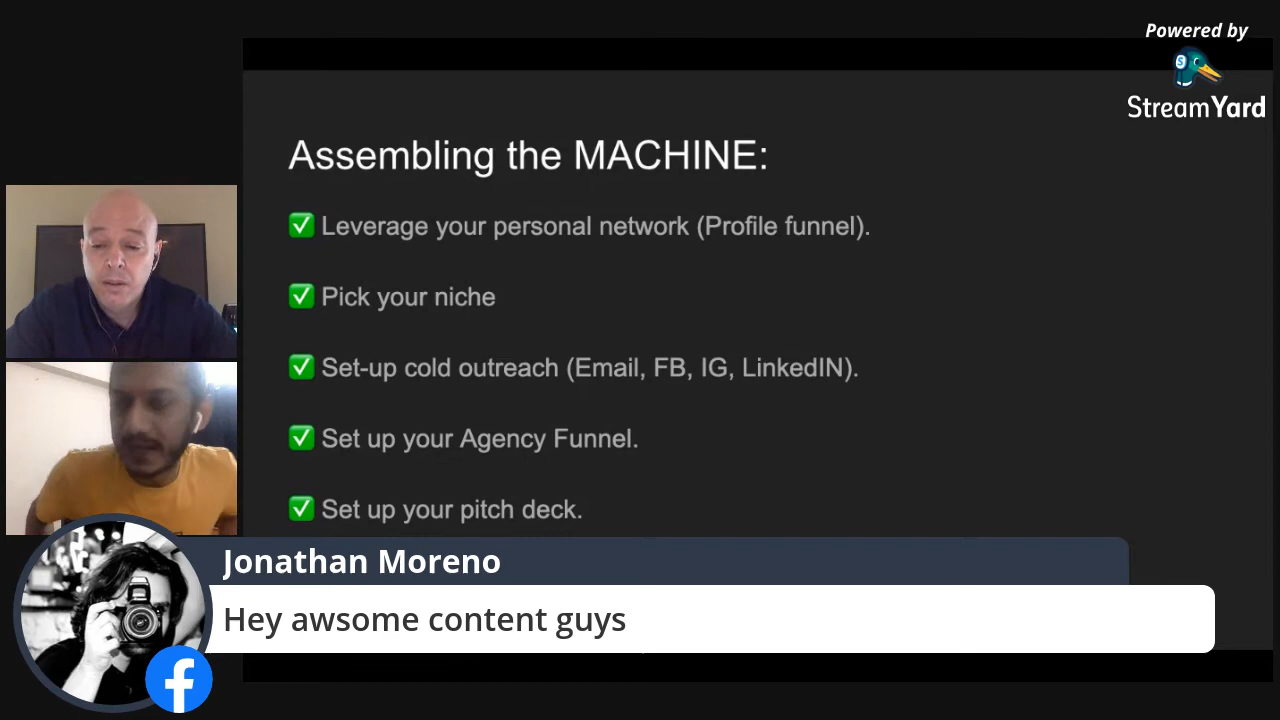 Powered by
StreamYard
Assembling the MACHINE:
✅ Leverage your personal network (Profile funnel).
✅ Pick your niche
✅ Set-up cold outreach (Email, FB, IG, LinkedIN).
✅ Set up your Agency Funnel.
✅ Set up your pitch deck.
Jonathan Moreno
Hey awsome content guys